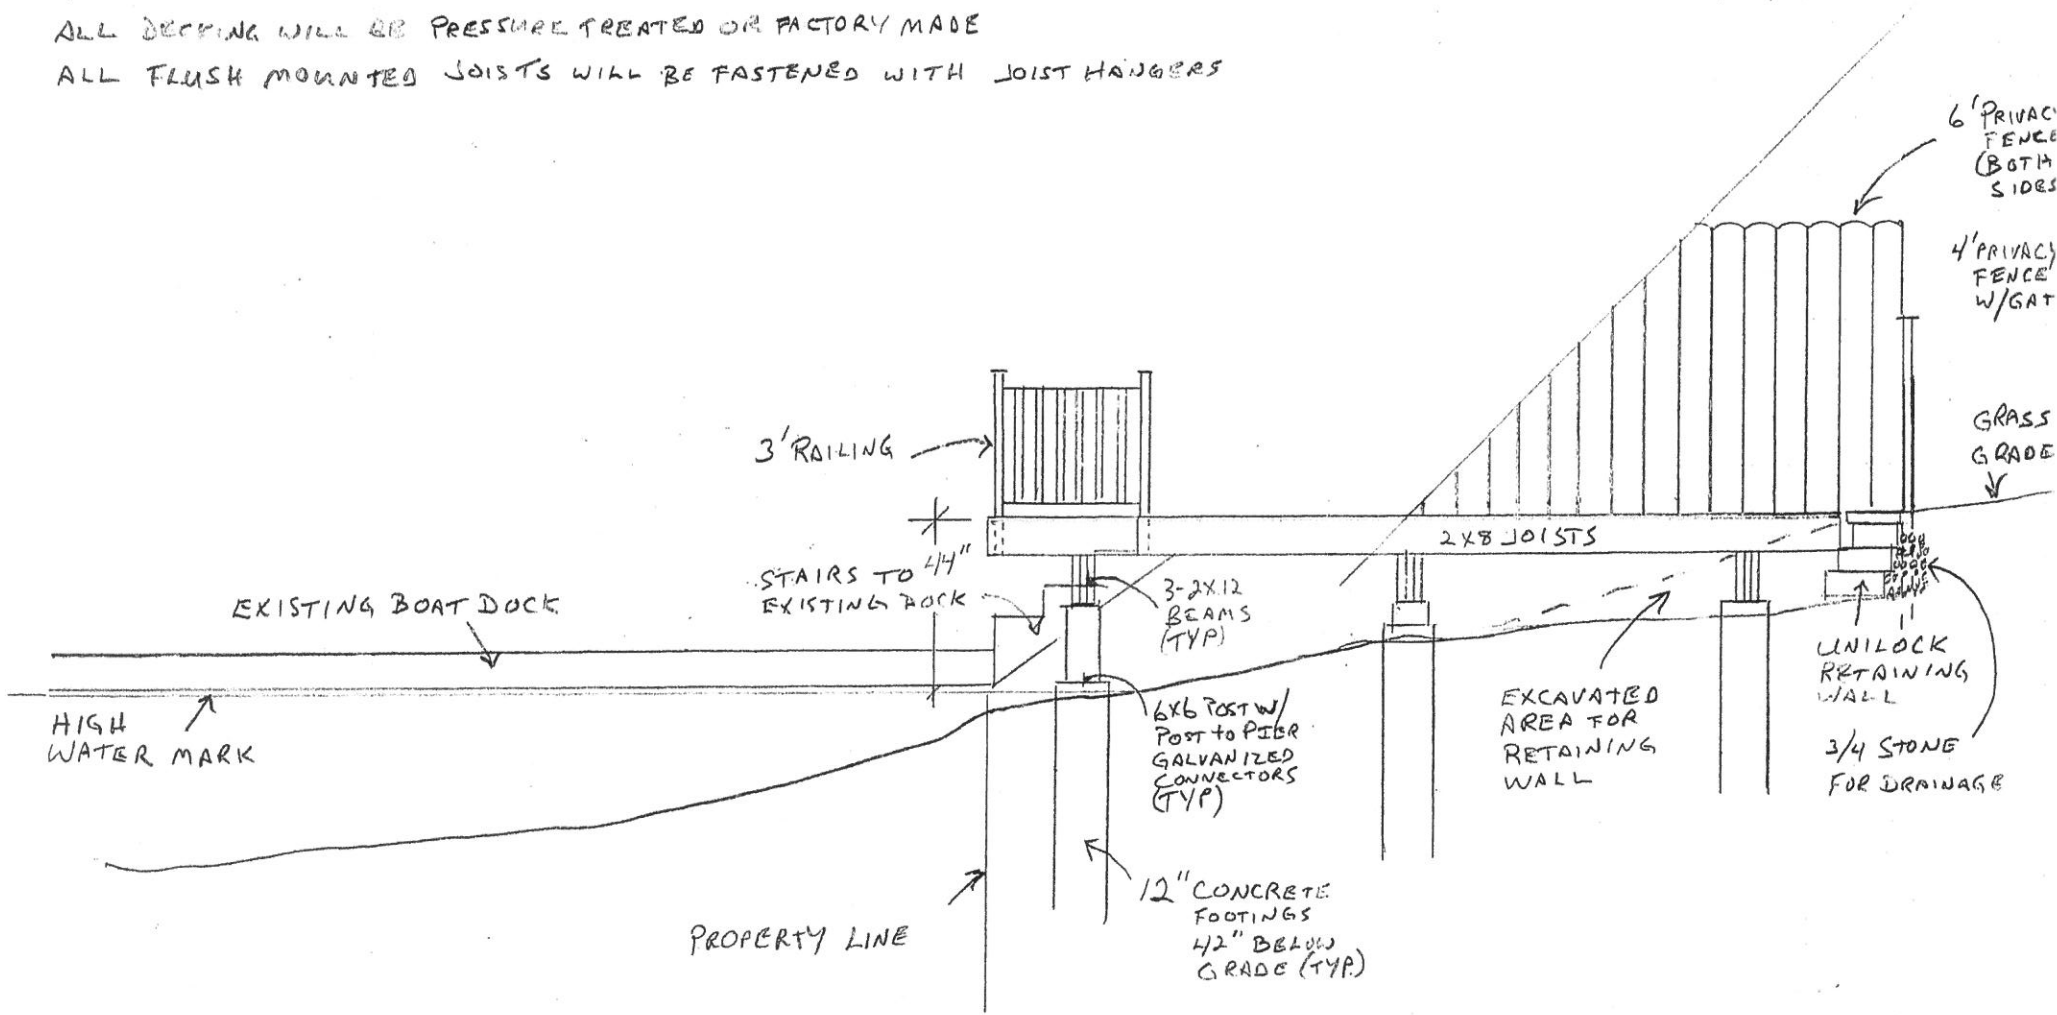 ALL DECKING WILL BE PRESSURE TREATED OR FACTORY MADE
ALL FLUSH MOUNTED JOISTS WILL BE FASTENED WITH JOIST HANGERS
6' PRIVAC
FENCE
(BOTH
SIDES
4' PRIVACY
FENCE
W/GAT
GRASS
GRADE
3' RAILING
2X8 JOISTS
44"
STAIRS TO
EXISTING DOCK
EXISTING BOAT DOCK
3-2X12
BEAMS
(TYP)
HIGH
WATER MARK
6X6 POST W/
POST TO PIER
GALVANIZED
CONNECTORS
(TYP)
EXCAVATED
AREA FOR
RETAINING
WALL
UNILOCK
RETAINING
WALL
3/4 STONE
FOR DRAINAGE
PROPERTY LINE
12" CONCRETE
FOOTINGS
42" BELOW
GRADE (TYP.)